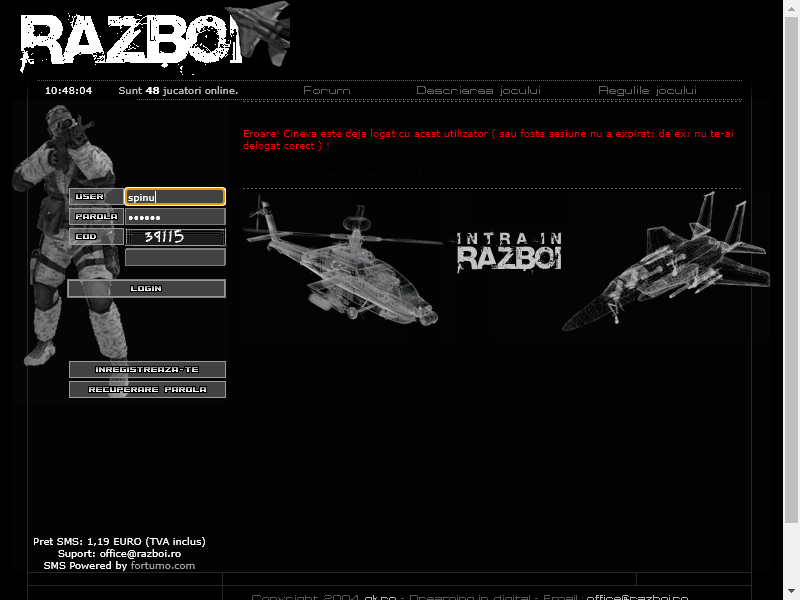 RAZBOI
10:48:04 Sunt 48 jucatori online. Forum Descrierea jocului Regulile jocului
Eroare! Cineva este deja logat cu acest utilizator ( sau fosta sesiune nu a expirat; de ex: nu te-ai
delogat corect ) !
USER spinu
PAROLA ••••••
COD 39115
LOGIN
INTRA IN
RAZBOI
INREGISTREAZA-TE
RECUPERARE PAROLA
Pret SMS: 1,19 EURO (TVA inclus)
Suport: office@razboi.ro
SMS Powered by fortumo.com
Copyright 2004 gk.ro - Dreaming in digital - Email: office@razboi.ro